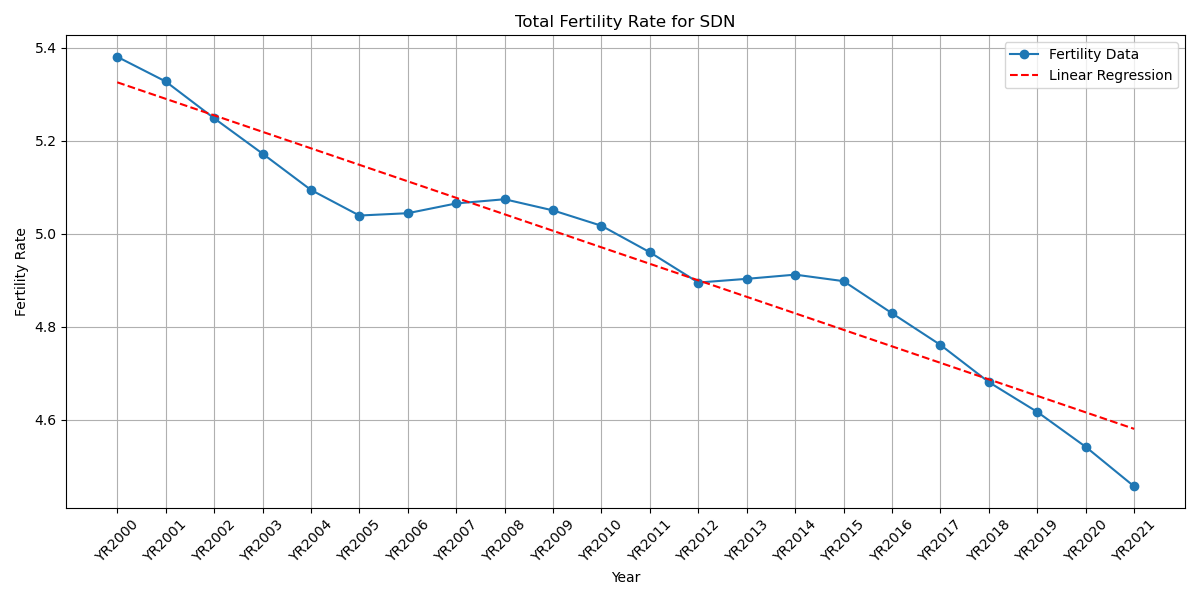 Total Fertility Rate for SDN
Fertility Data
Linear Regression
Fertility Rate
5.4
5.2
5.0
4.8
4.6
YR2000
YR2001
YR2002
YR2003
YR2004
YR2005
YR2006
YR2007
YR2008
YR2009
YR2010
YR2011
YR2012
YR2013
YR2014
YR2015
YR2016
YR2017
YR2018
YR2019
YR2020
YR2021
Year